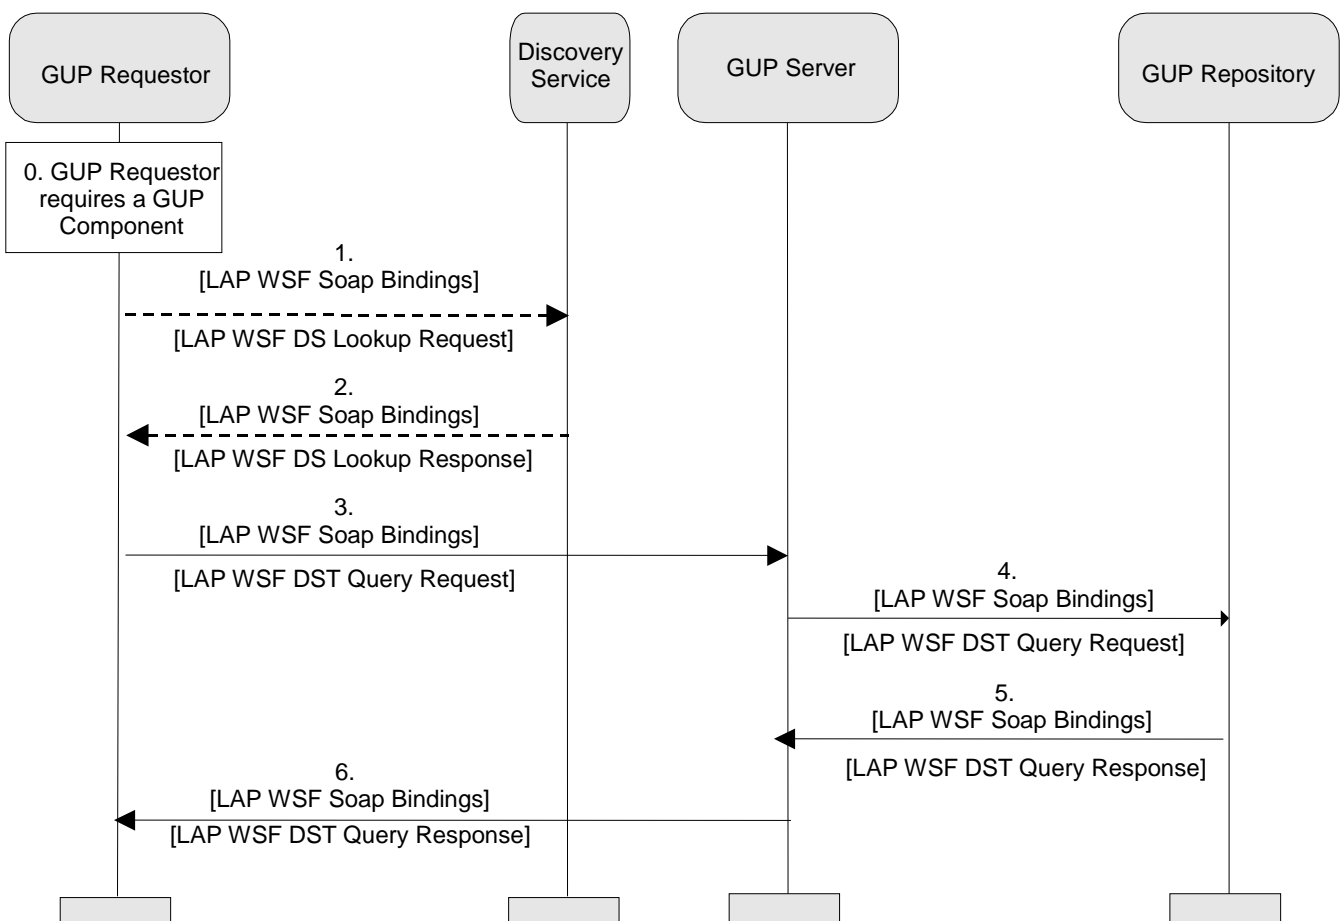 GUP Requestor
Discovery
Service
GUP Server
GUP Repository
0. GUP Requestor
requires a GUP
Component
1.
[LAP WSF Soap Bindings]
[LAP WSF DS Lookup Request]
2.
[LAP WSF Soap Bindings]
[LAP WSF DS Lookup Response]
3.
[LAP WSF Soap Bindings]
[LAP WSF DST Query Request]
4.
[LAP WSF Soap Bindings]
[LAP WSF DST Query Request]
5.
[LAP WSF Soap Bindings]
[LAP WSF DST Query Response]
6.
[LAP WSF Soap Bindings]
[LAP WSF DST Query Response]